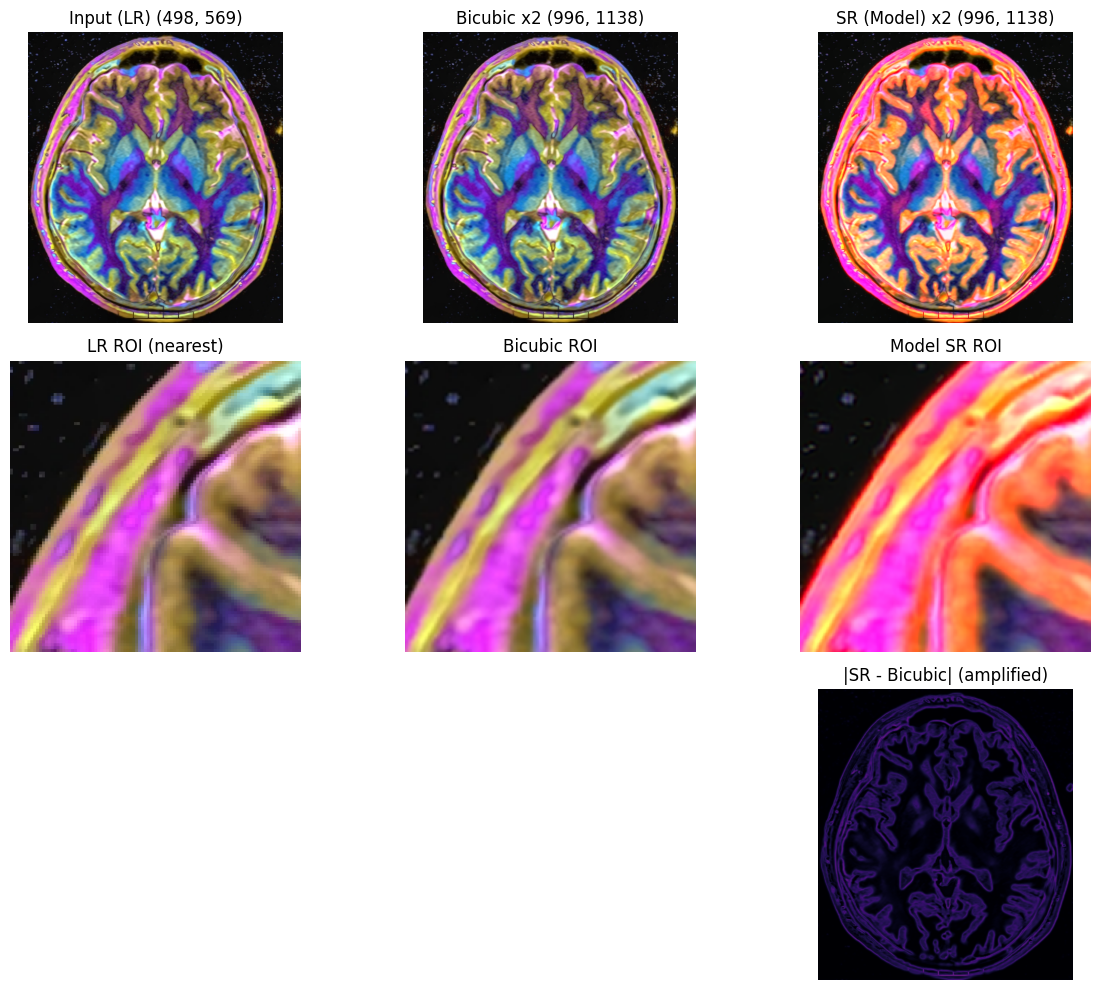 Input (LR) (498, 569)
Bicubic x2 (996, 1138)
SR (Model) x2 (996, 1138)
LR ROI (nearest)
Bicubic ROI
Model SR ROI
|SR - Bicubic| (amplified)